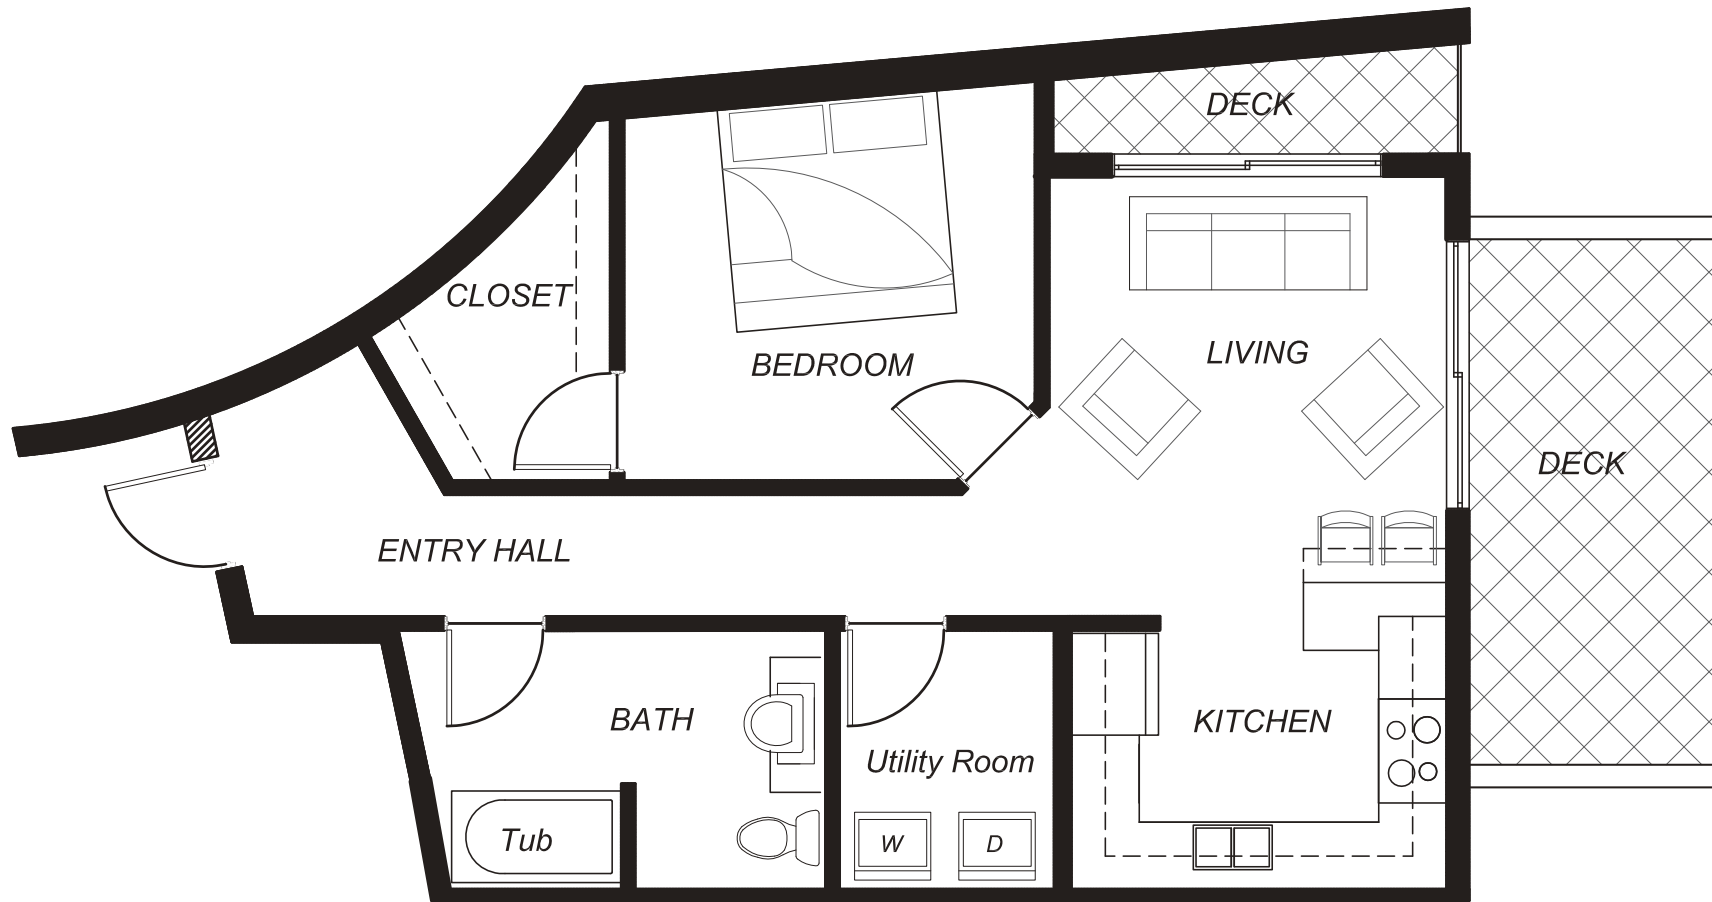 DECK
CLOSET
BEDROOM
LIVING
DECK
ENTRY HALL
BATH
KITCHEN
Utility Room
Tub
W
D